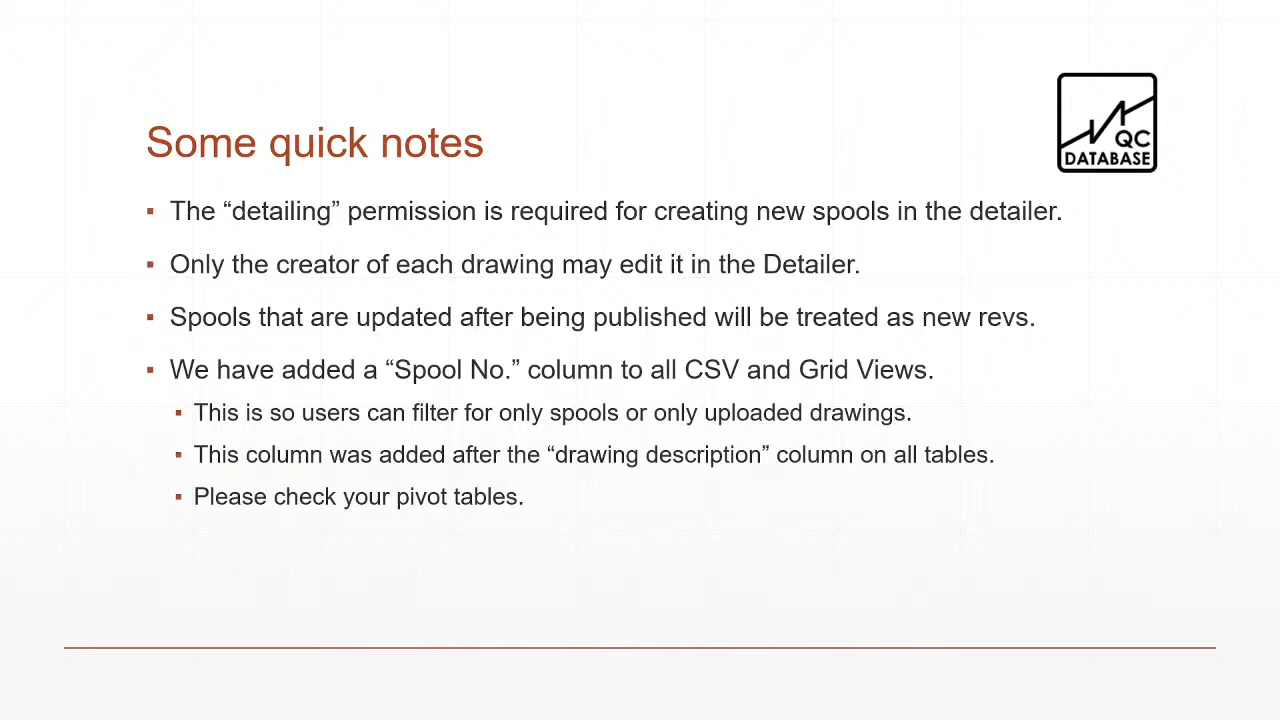 QC
DATABASE
Some quick notes
▪ The “detailing” permission is required for creating new spools in the detailer.
▪ Only the creator of each drawing may edit it in the Detailer.
▪ Spools that are updated after being published will be treated as new revs.
▪ We have added a “Spool No.” column to all CSV and Grid Views.
▪ This is so users can filter for only spools or only uploaded drawings.
▪ This column was added after the “drawing description” column on all tables.
▪ Please check your pivot tables.